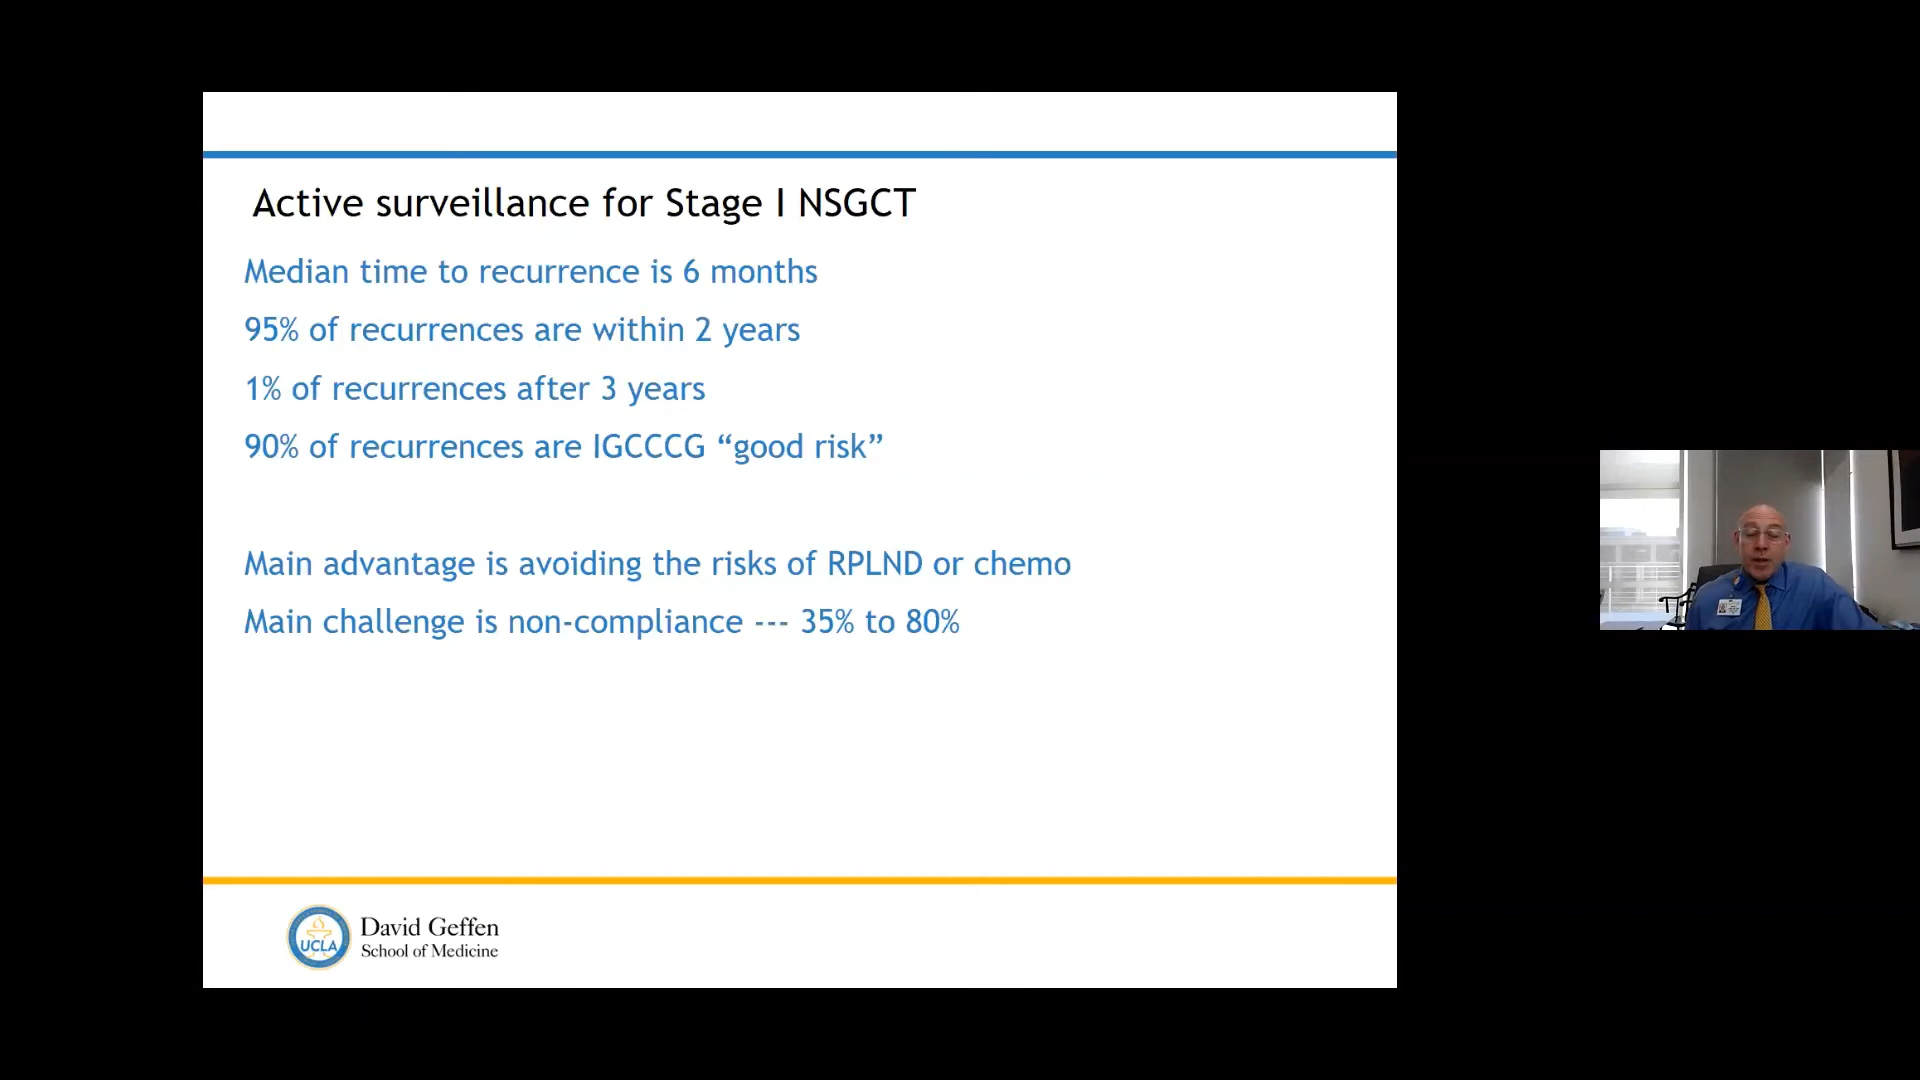 Active surveillance for Stage I NSGCT
Median time to recurrence is 6 months
95% of recurrences are within 2 years
1% of recurrences after 3 years
90% of recurrences are IGCCCG “good risk”
Main advantage is avoiding the risks of RPLND or chemo
Main challenge is non-compliance --- 35% to 80%
UCLA
David Geffen
School of Medicine